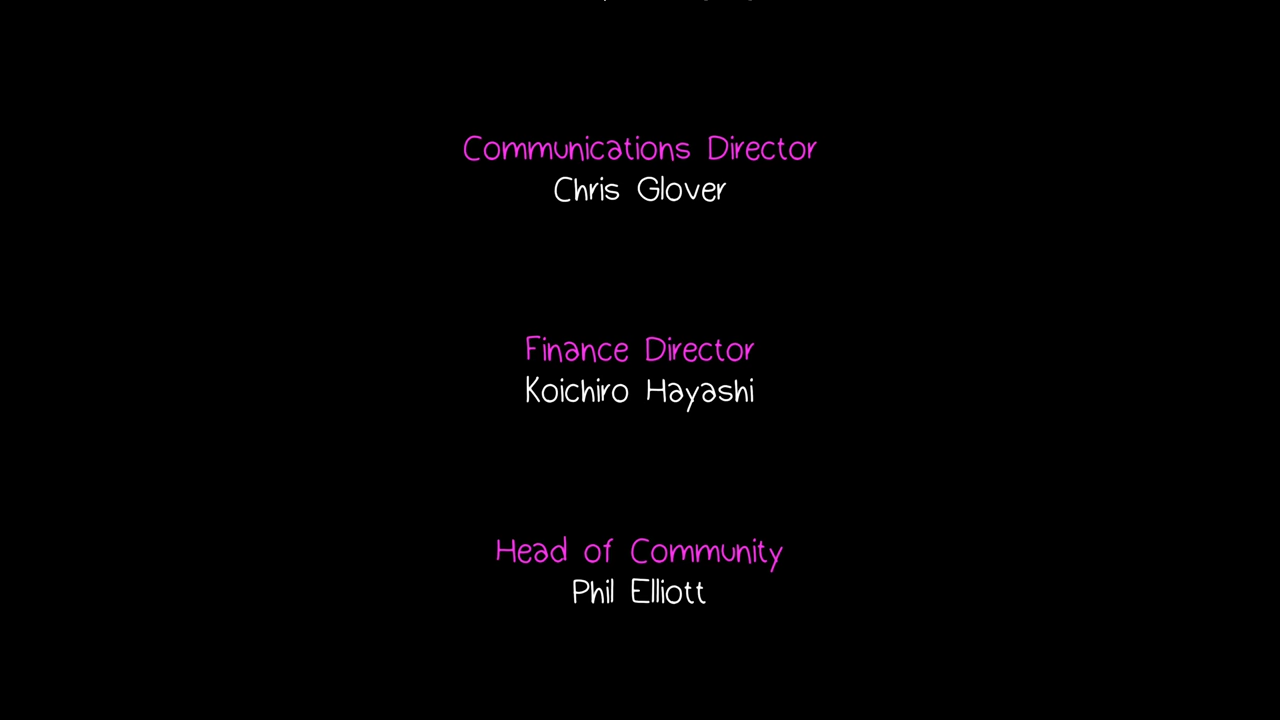 Communications Director
Chris Glover
Finance Director
Koichiro Hayashi
Head of Community
Phil Elliott